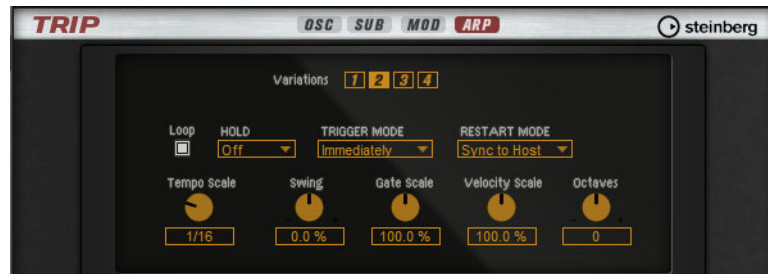 TRIP OSC SUB MOD ARP steinberg
Variations 1 2 3 4
Loop HOLD TRIGGER MODE RESTART MODE
Off Immediately Sync to Host
Tempo Scale Swing Gate Scale Velocity Scale Octaves
- - - +
1/16 0.0 % 100.0 % 100.0 % 0